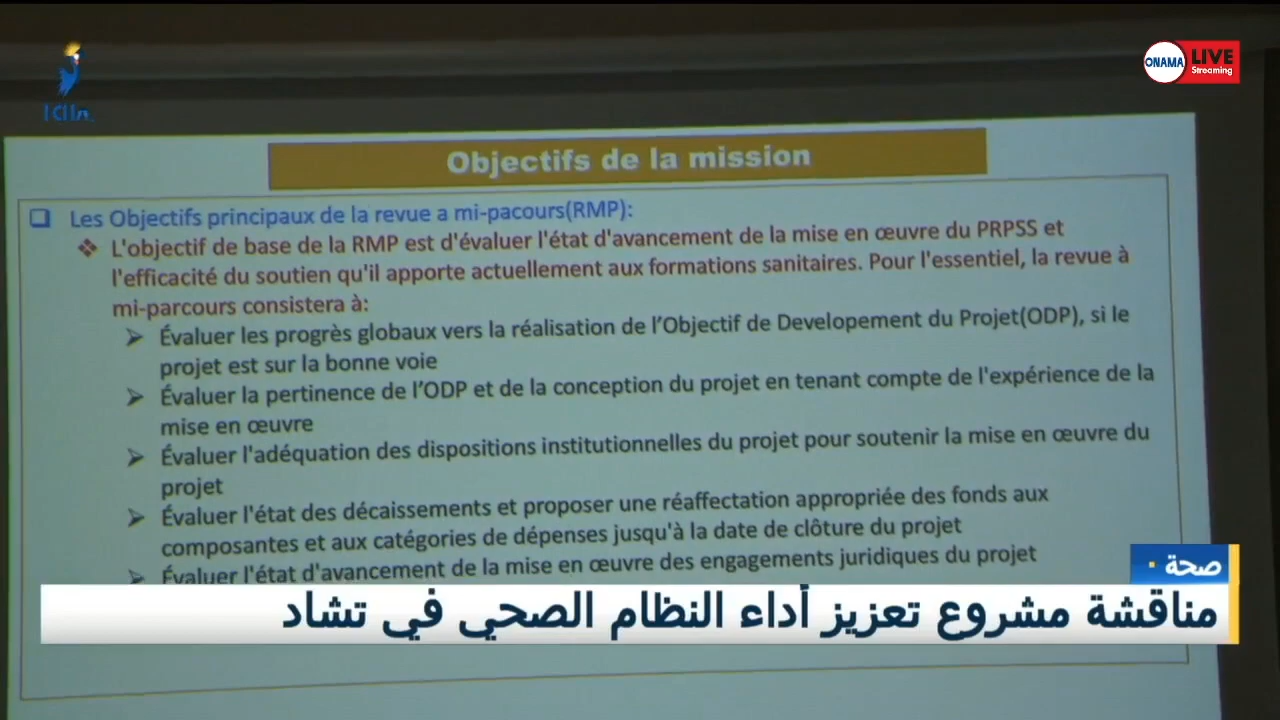 ONAMA LIVE
Streaming
Objectifs de la mission
Les Objectifs principaux de la revue a mi-pacours(RMP):
L'objectif de base de la RMP est d'évaluer l'état d'avancement de la mise en œuvre du PRPSS et
l'efficacité du soutien qu'il apporte actuellement aux formations sanitaires. Pour l'essentiel, la revue à
mi-parcours consistera à:
Évaluer les progrès globaux vers la réalisation de l’Objectif de Developement du Projet(ODP), si le
projet est sur la bonne voie
Évaluer la pertinence de l’ODP et de la conception du projet en tenant compte de l'expérience de la
mise en œuvre
Évaluer l'adéquation des dispositions institutionnelles du projet pour soutenir la mise en œuvre du
projet
Évaluer l'état des décaissements et proposer une réaffectation appropriée des fonds aux
composantes et aux catégories de dépenses jusqu'à la date de clôture du projet
Évaluer l'état d'avancement de la mise en œuvre des engagements juridiques du projet
صحة
مناقشة مشروع تعزيز أداء النظام الصحي في تشاد